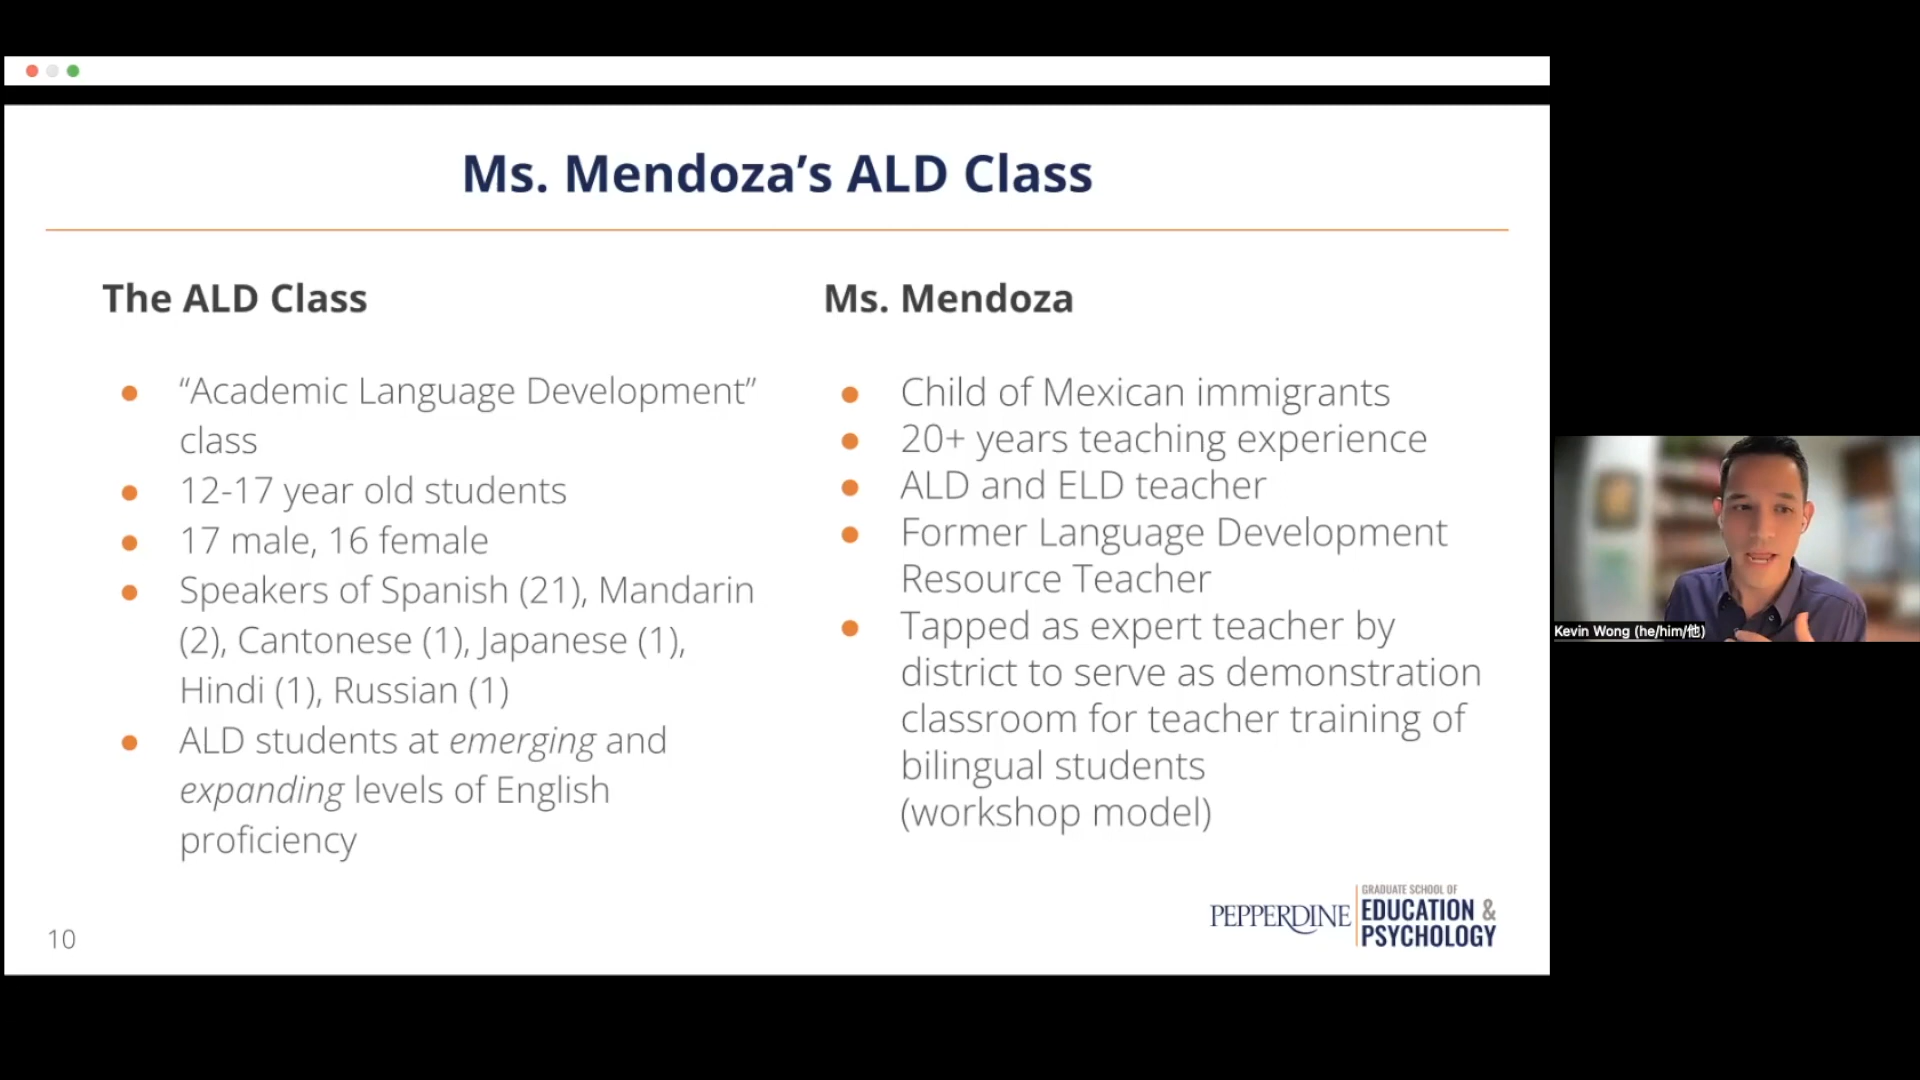 Ms. Mendoza’s ALD Class
The ALD Class
“Academic Language Development”
class
12-17 year old students
17 male, 16 female
Speakers of Spanish (21), Mandarin
(2), Cantonese (1), Japanese (1),
Hindi (1), Russian (1)
ALD students at emerging and
expanding levels of English
proficiency
Ms. Mendoza
Child of Mexican immigrants
20+ years teaching experience
ALD and ELD teacher
Former Language Development
Resource Teacher
Tapped as expert teacher by
district to serve as demonstration
classroom for teacher training of
bilingual students
(workshop model)
10
PEPPERDINE
GRADUATE SCHOOL OF
EDUCATION &
PSYCHOLOGY
Kevin Wong (he/him/他)